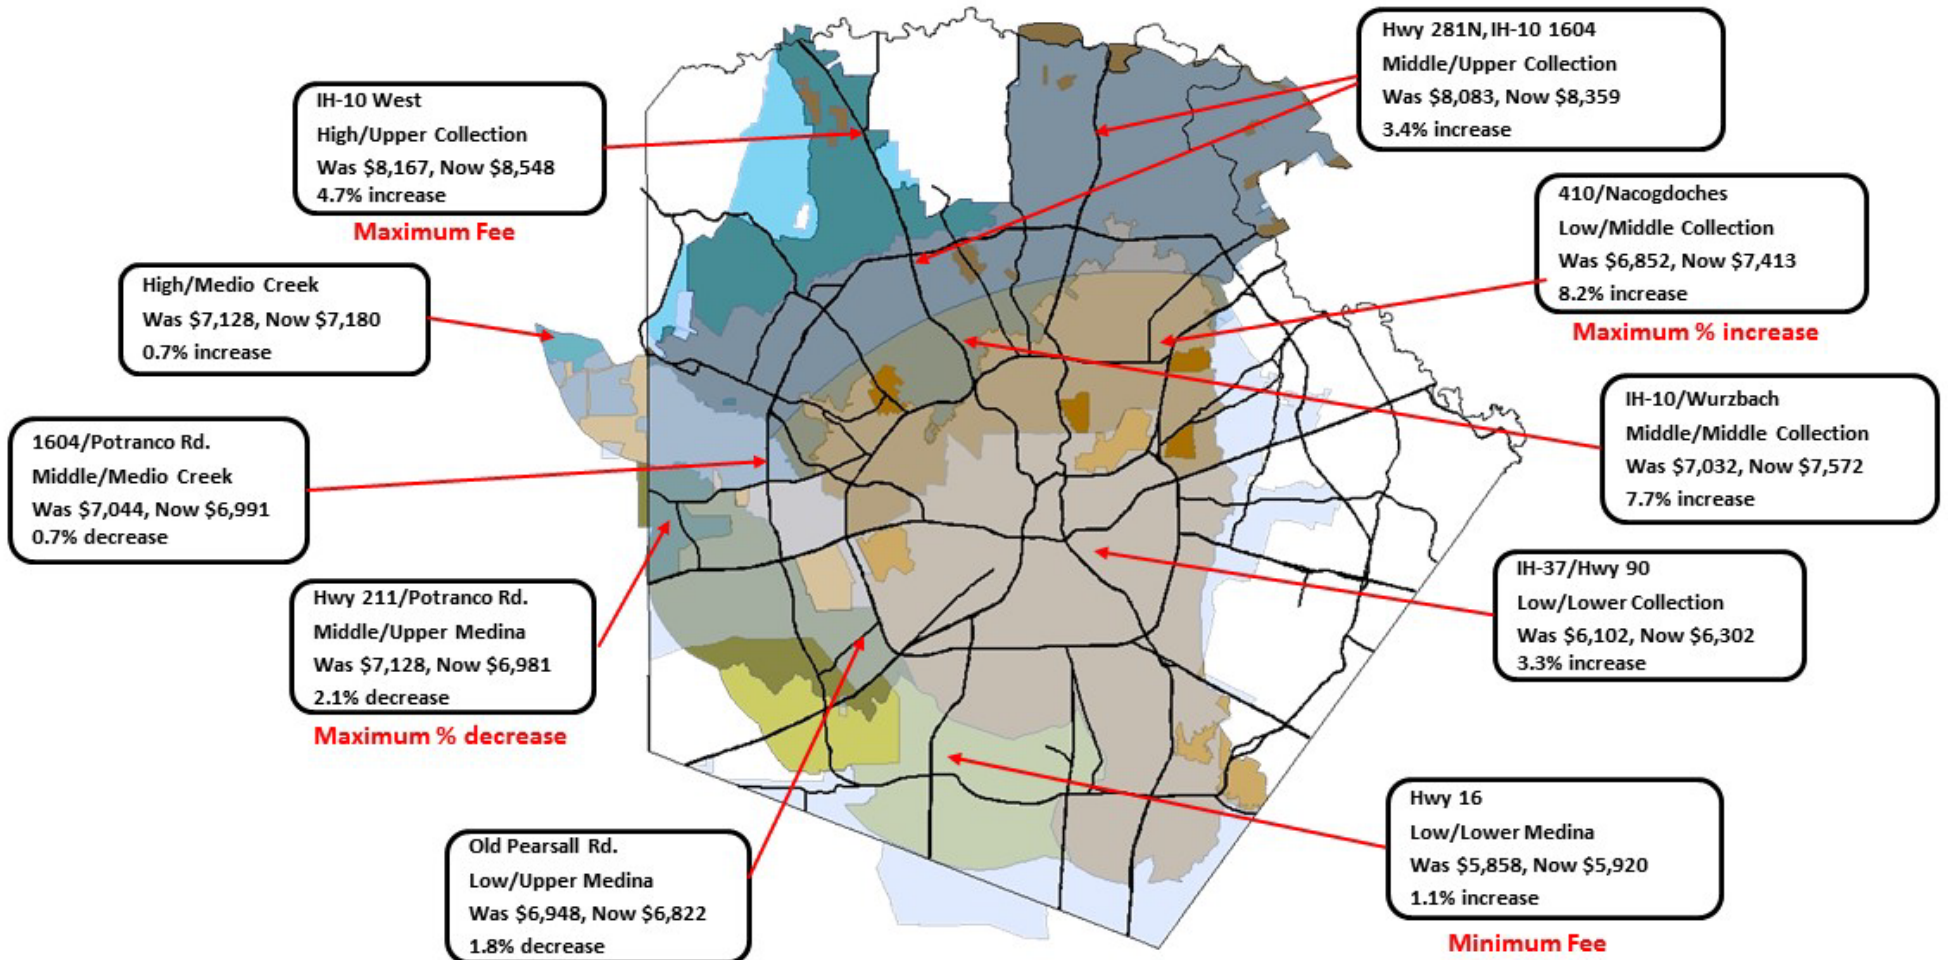 Hwy 281N, IH-10 1604
Middle/Upper Collection
Was $8,083, Now $8,359
3.4% increase
IH-10 West
High/Upper Collection
Was $8,167, Now $8,548
4.7% increase
Maximum Fee
410/Nacogdoches
Low/Middle Collection
Was $6,852, Now $7,413
8.2% increase
Maximum % increase
High/Medio Creek
Was $7,128, Now $7,180
0.7% increase
IH-10/Wurzbach
Middle/Middle Collection
Was $7,032, Now $7,572
7.7% increase
1604/Potranco Rd.
Middle/Medio Creek
Was $7,044, Now $6,991
0.7% decrease
IH-37/Hwy 90
Low/Lower Collection
Was $6,102, Now $6,302
3.3% increase
Hwy 211/Potranco Rd.
Middle/Upper Medina
Was $7,128, Now $6,981
2.1% decrease
Maximum % decrease
Hwy 16
Low/Lower Medina
Was $5,858, Now $5,920
1.1% increase
Minimum Fee
Old Pearsall Rd.
Low/Upper Medina
Was $6,948, Now $6,822
1.8% decrease